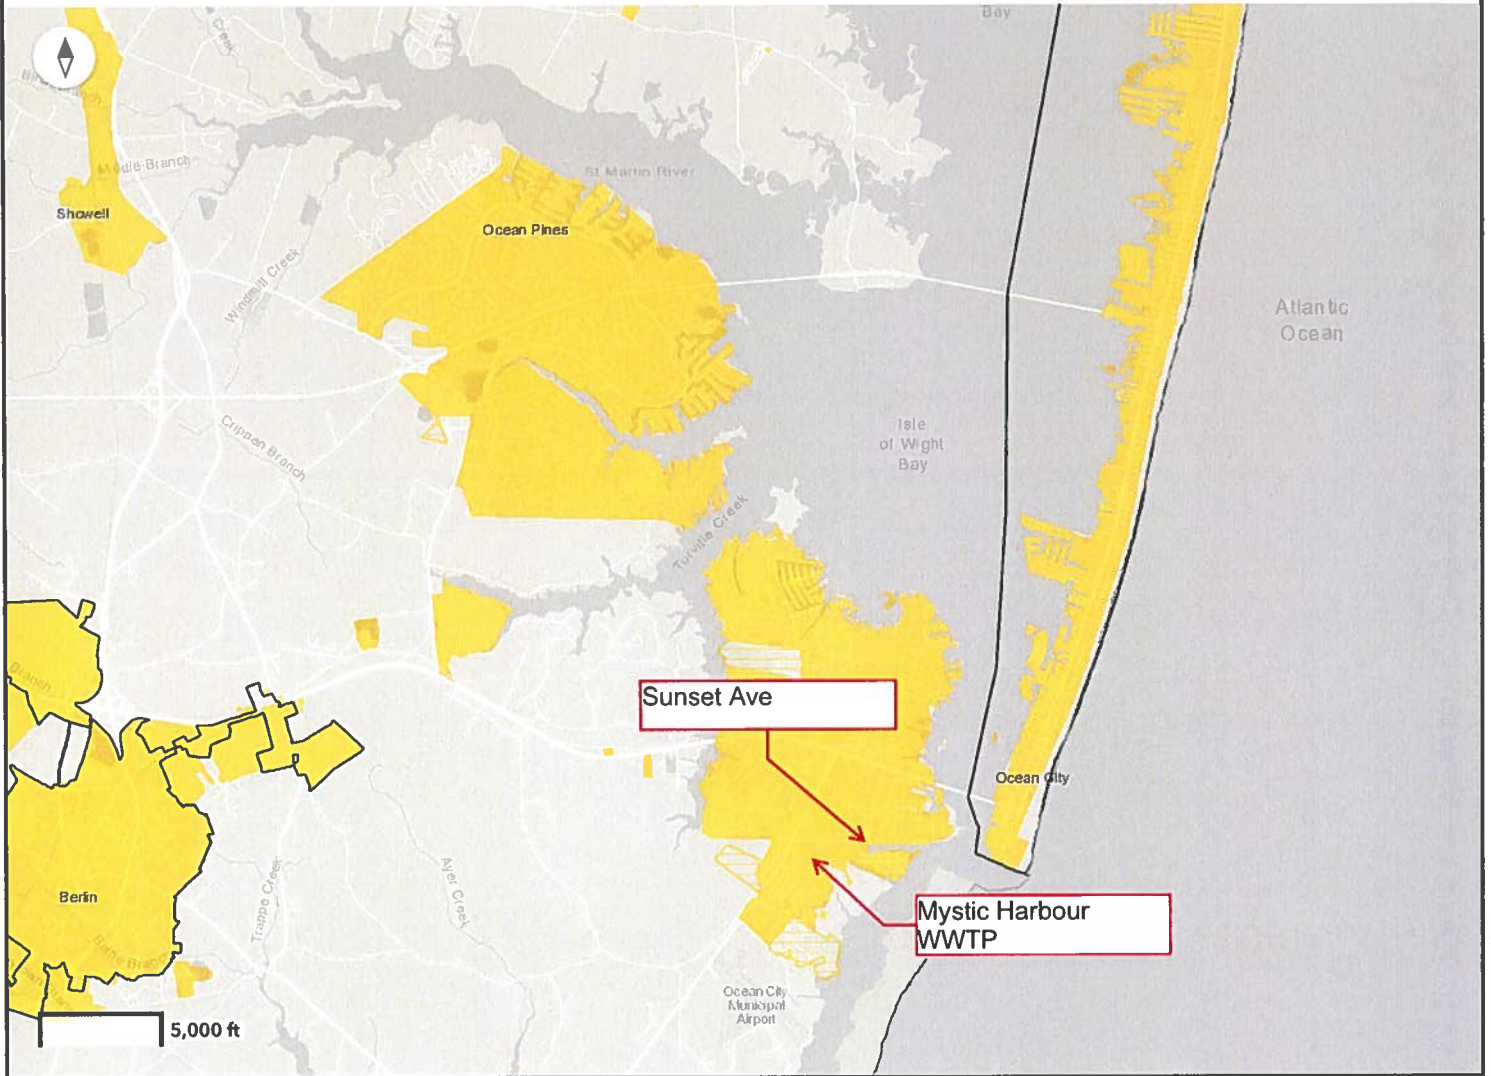 Bay
Creek
Middle Branch
St Martin River
Showell
Ocean Pines
Windmill Creek
Atlantic
Ocean
Crippen Branch
Isle
of Wight
Bay
Turville Creek
Branch
Sunset Ave
Ocean City
Trappe Creek
Ayer Creek
Berlin
Mystic Harbour
WWTP
Ocean City
Municipal
Airport
5,000 ft